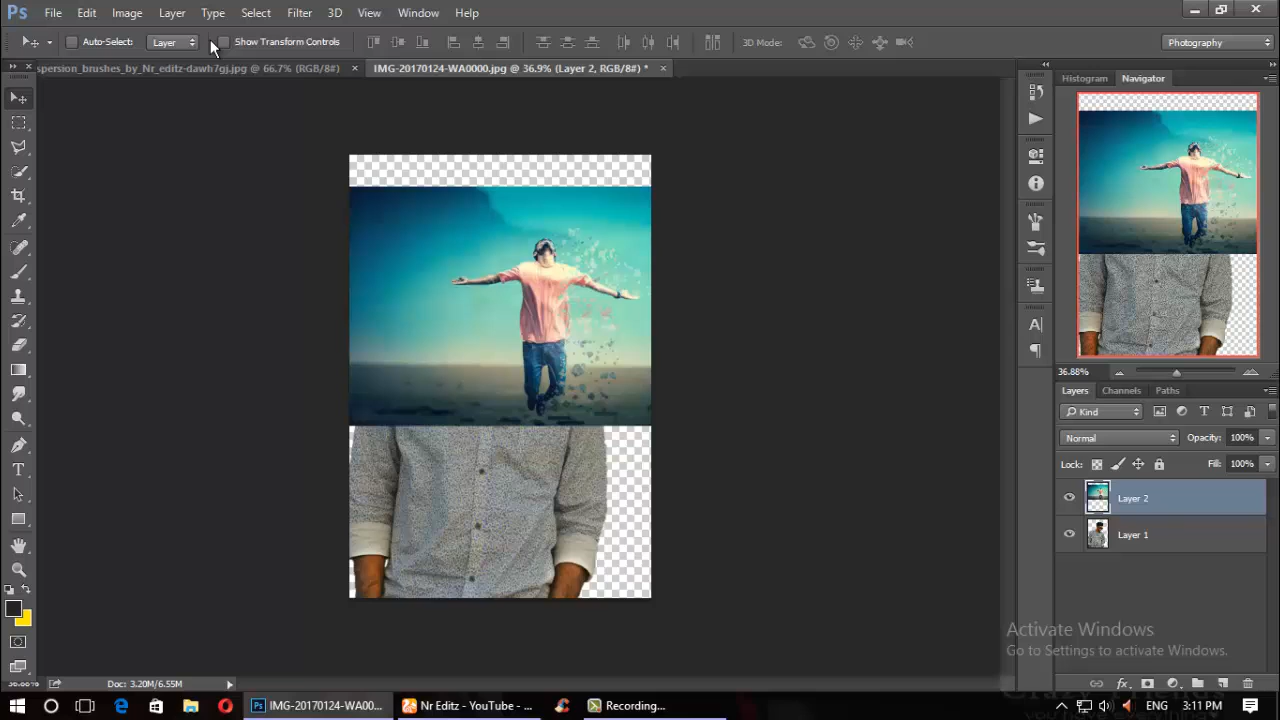 Ps File Edit Image Layer Type Select Filter 3D View Window Help
Auto-Select: Layer Show Transform Controls 3D Mode: Photography
spersion_brushes_by_Nr_editz-dawh7gj.jpg @ 66.7% (RGB/8#) × IMG-20170124-WA0000.jpg @ 36.9% (Layer 2, RGB/8#) * ×
Histogram Navigator
36.88%
Layers Channels Paths
Kind
Normal Opacity: 100%
Lock: Fill: 100%
Layer 2
Layer 1
Activate Windows
Go to Settings to activate Windows.
Doc: 3.20M/6.55M
IMG-20170124-WA00... Nr Editz - YouTube - ... Recording... ENG 3:11 PM